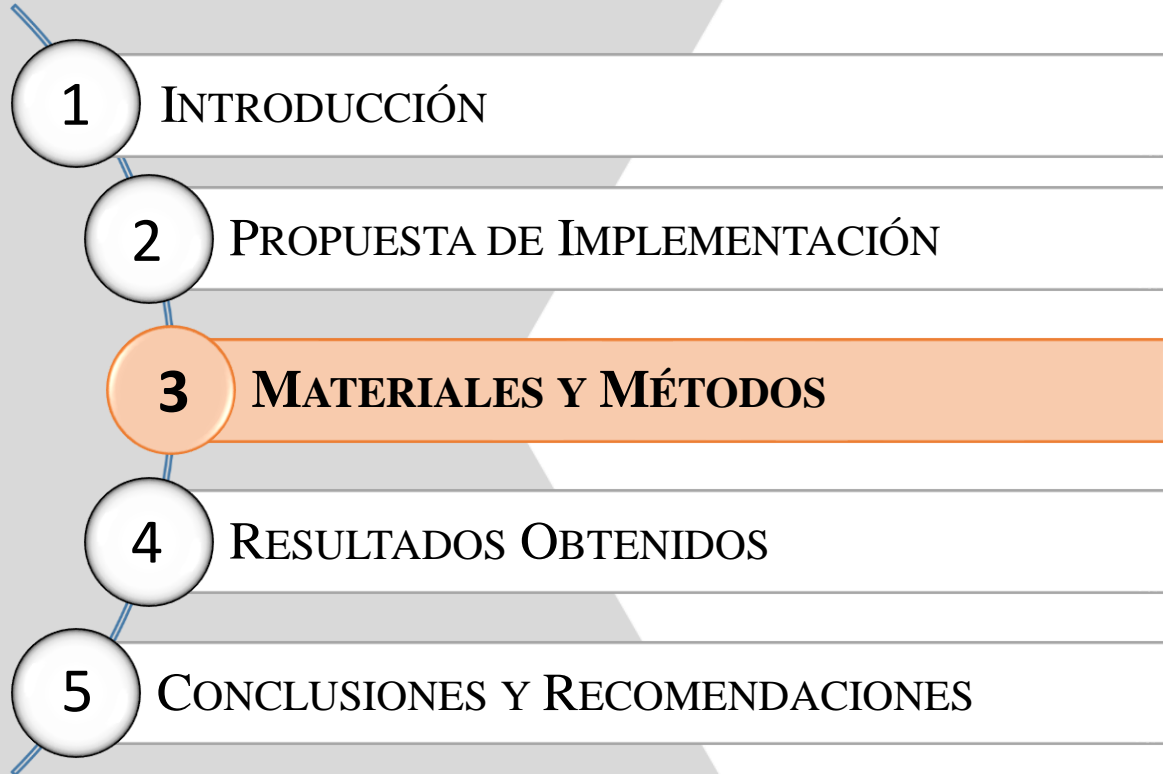 1 INTRODUCCIÓN
2 PROPUESTA DE IMPLEMENTACIÓN
3 MATERIALES Y MÉTODOS
4 RESULTADOS OBTENIDOS
5 CONCLUSIONES Y RECOMENDACIONES